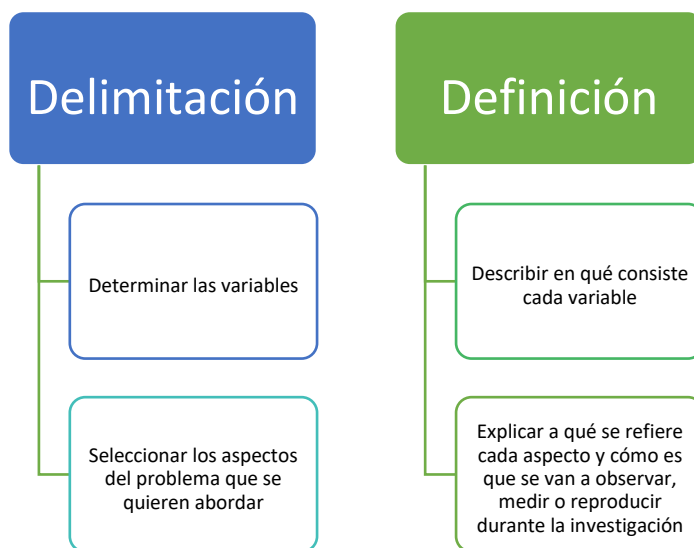 Delimitación
Determinar las variables
Seleccionar los aspectos
del problema que se
quieren abordar
Definición
Describir en qué consiste
cada variable
Explicar a qué se refiere
cada aspecto y cómo es
que se van a observar,
medir o reproducir
durante la investigación